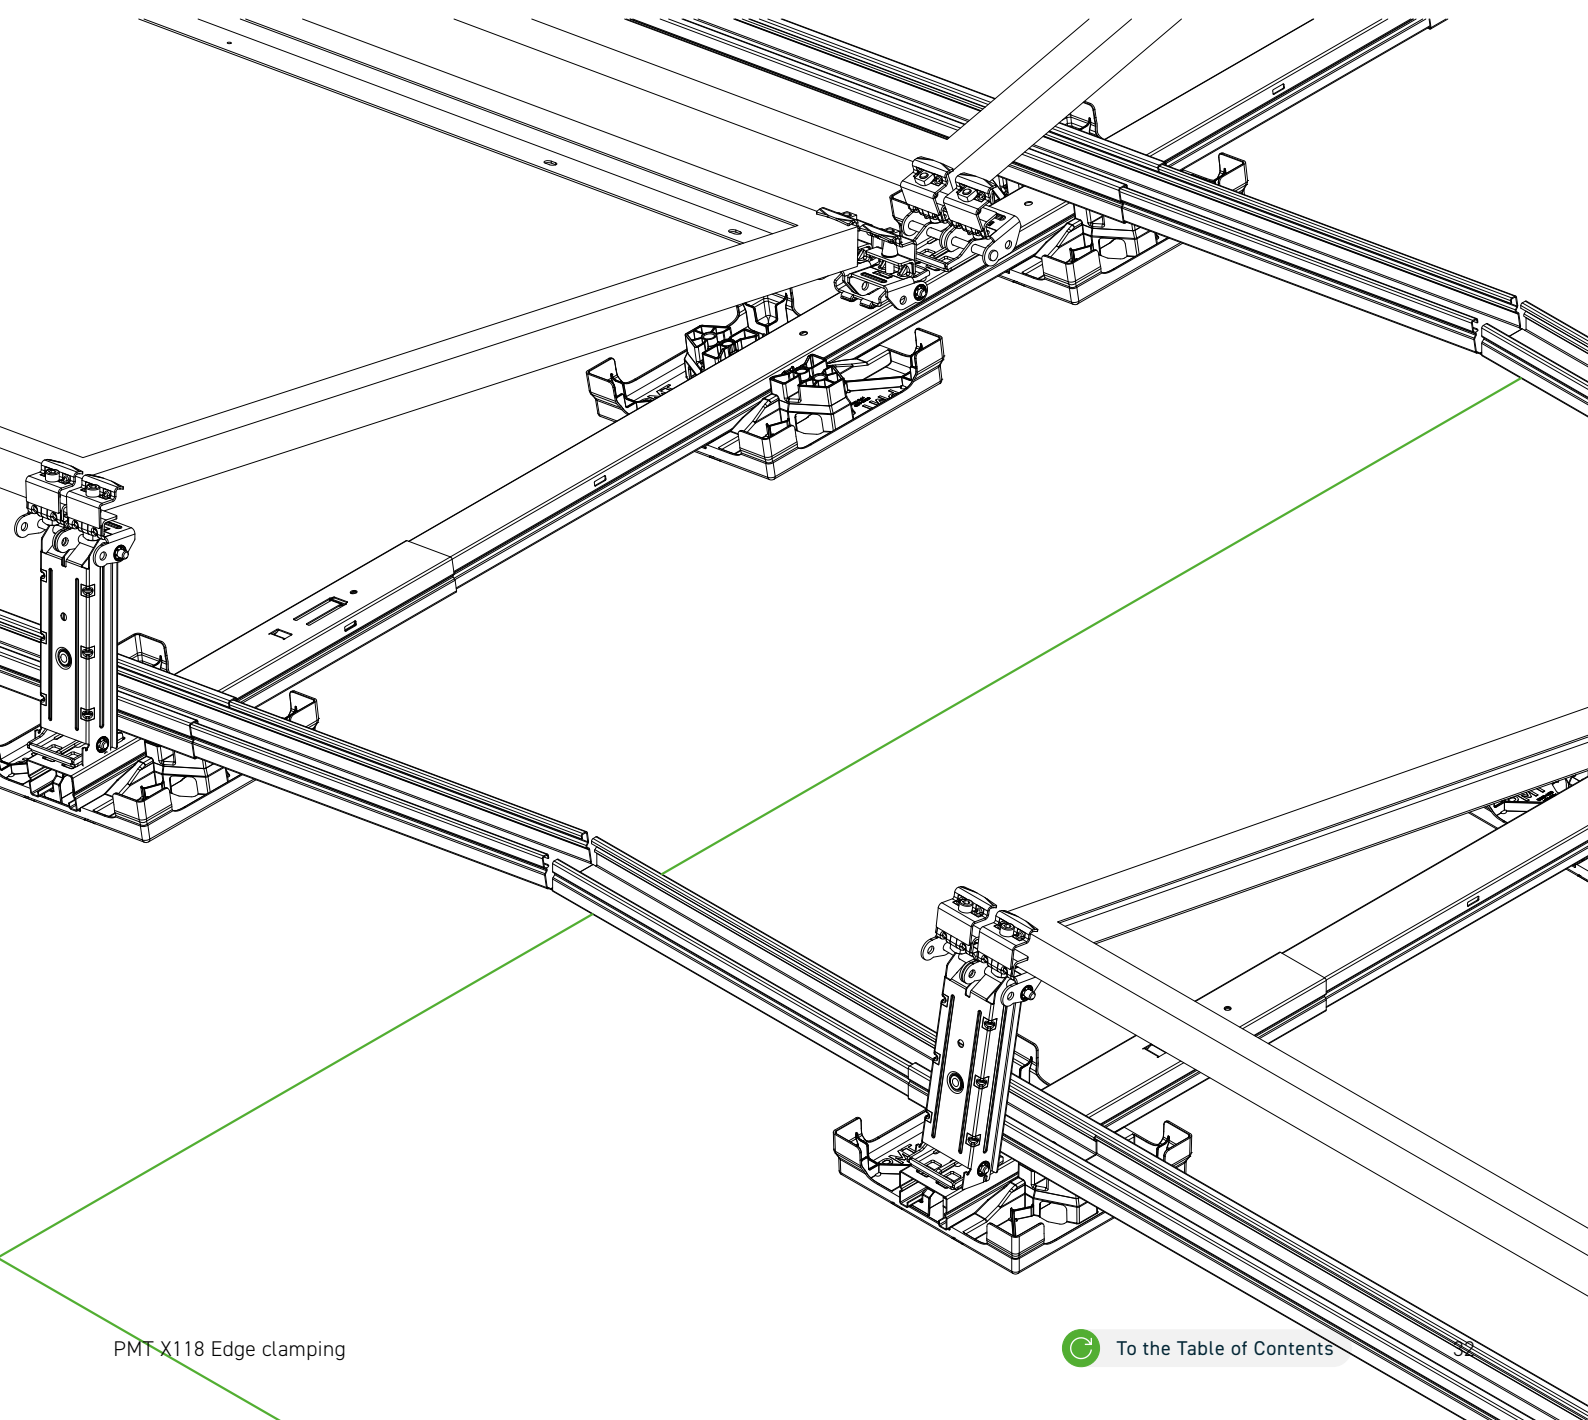 PMT X118 Edge clamping
To the Table of Contents
32